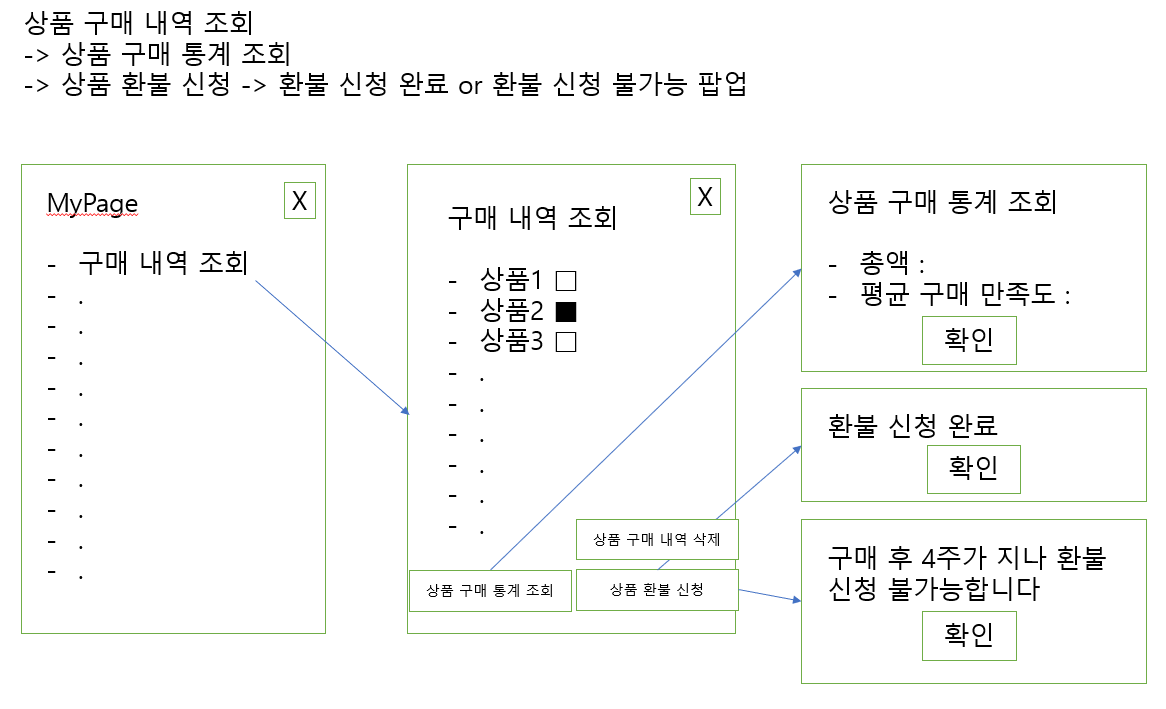 상품 구매 내역 조회
-> 상품 구매 통계 조회
-> 상품 환불 신청 -> 환불 신청 완료 or 환불 신청 불가능 팝업
MyPage
X
- 구매 내역 조회
- .
- .
- .
- .
- .
- .
- .
- .
- .
- .
X
구매 내역 조회
- 상품1 □
- 상품2 ■
- 상품3 □
- .
- .
- .
- .
- .
- .
상품 구매 내역 삭제
상품 구매 통계 조회
상품 환불 신청
상품 구매 통계 조회
- 총액 :
- 평균 구매 만족도 :
확인
환불 신청 완료
확인
구매 후 4주가 지나 환불
신청 불가능합니다
확인